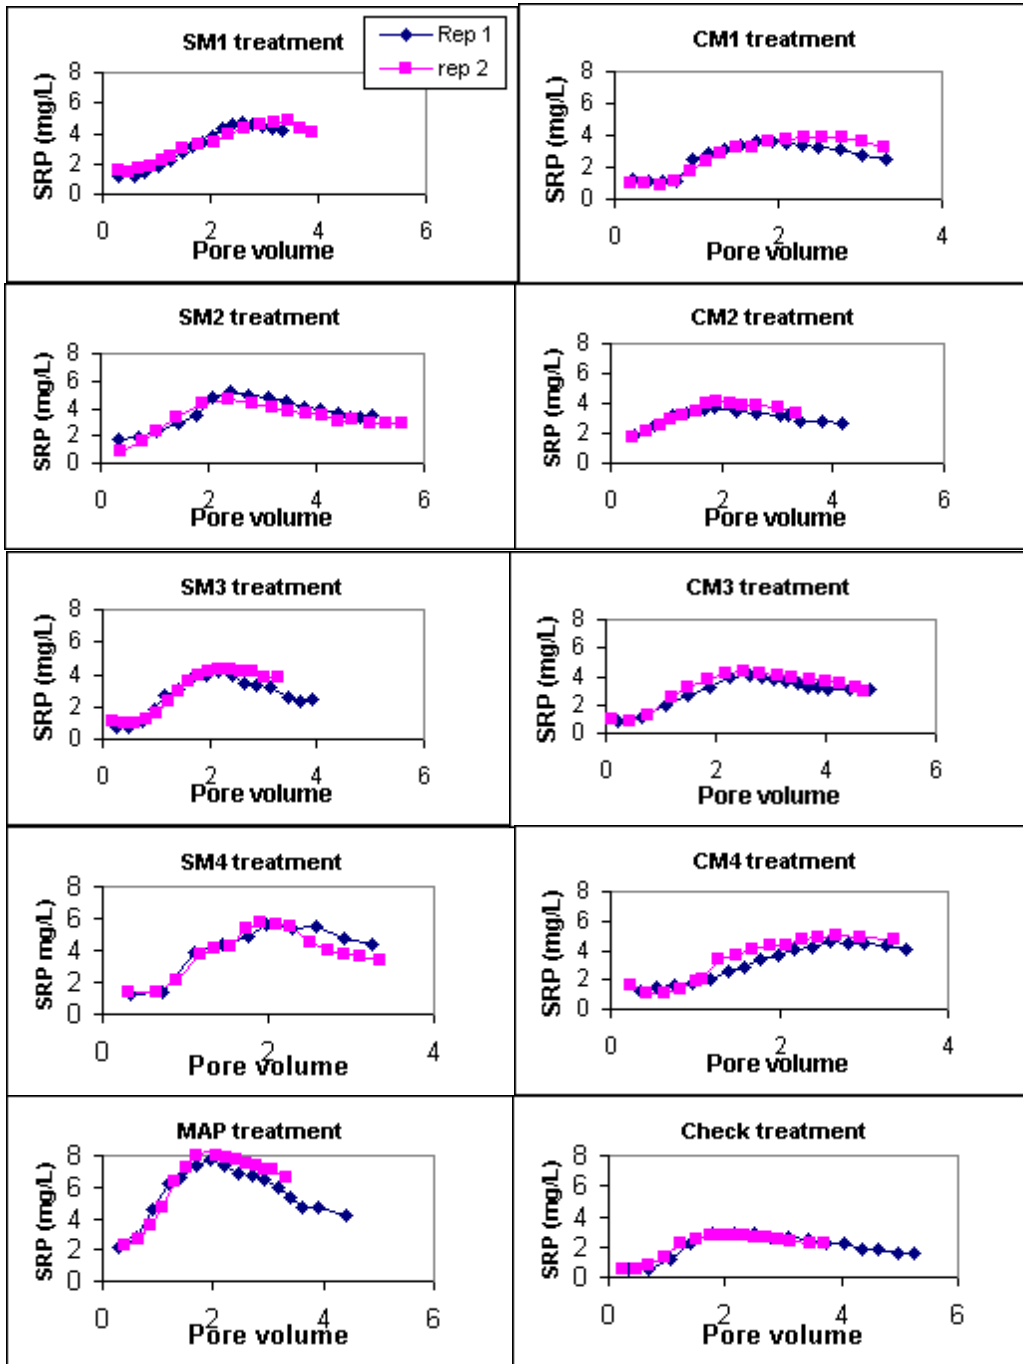 SM1 treatment
Rep 1
rep 2
SRP (mg/L)
8
6
4
2
0
0 2 4 6
Pore volume
CM1 treatment
SRP (mg/L)
8
6
4
2
0
0 2 4
Pore volume
SM2 treatment
SRP (mg/L)
8
6
4
2
0
0 2 4 6
Pore volume
CM2 treatment
SRP (mg/L)
8
6
4
2
0
0 2 4 6
Pore volume
SM3 treatment
SRP (mg/L)
8
6
4
2
0
0 2 4 6
Pore volume
CM3 treatment
SRP (mg/L)
8
6
4
2
0
0 2 4 6
Pore volume
SM4 treatment
SRP mg/L)
8
6
4
2
0
0 2 4
Pore volume
CM4 treatment
SRP (mg/L)
8
6
4
2
0
0 2 4
Pore volume
MAP treatment
SRP (mg/L)
8
6
4
2
0
0 2 4 6
Pore volume
Check treatment
SRP (mg/L)
8
6
4
2
0
0 2 4 6
Pore volume